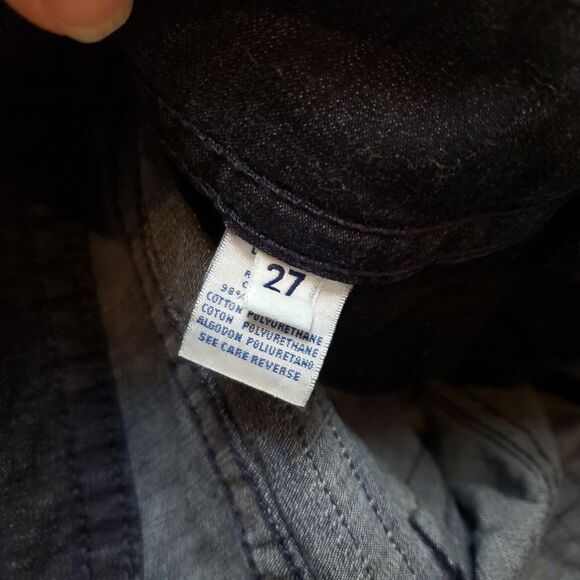 27
98%
COTTON POLYURETHANE
COTON POLYURETHANE
ALGODON POLIURETANO
SEE CARE REVERSE